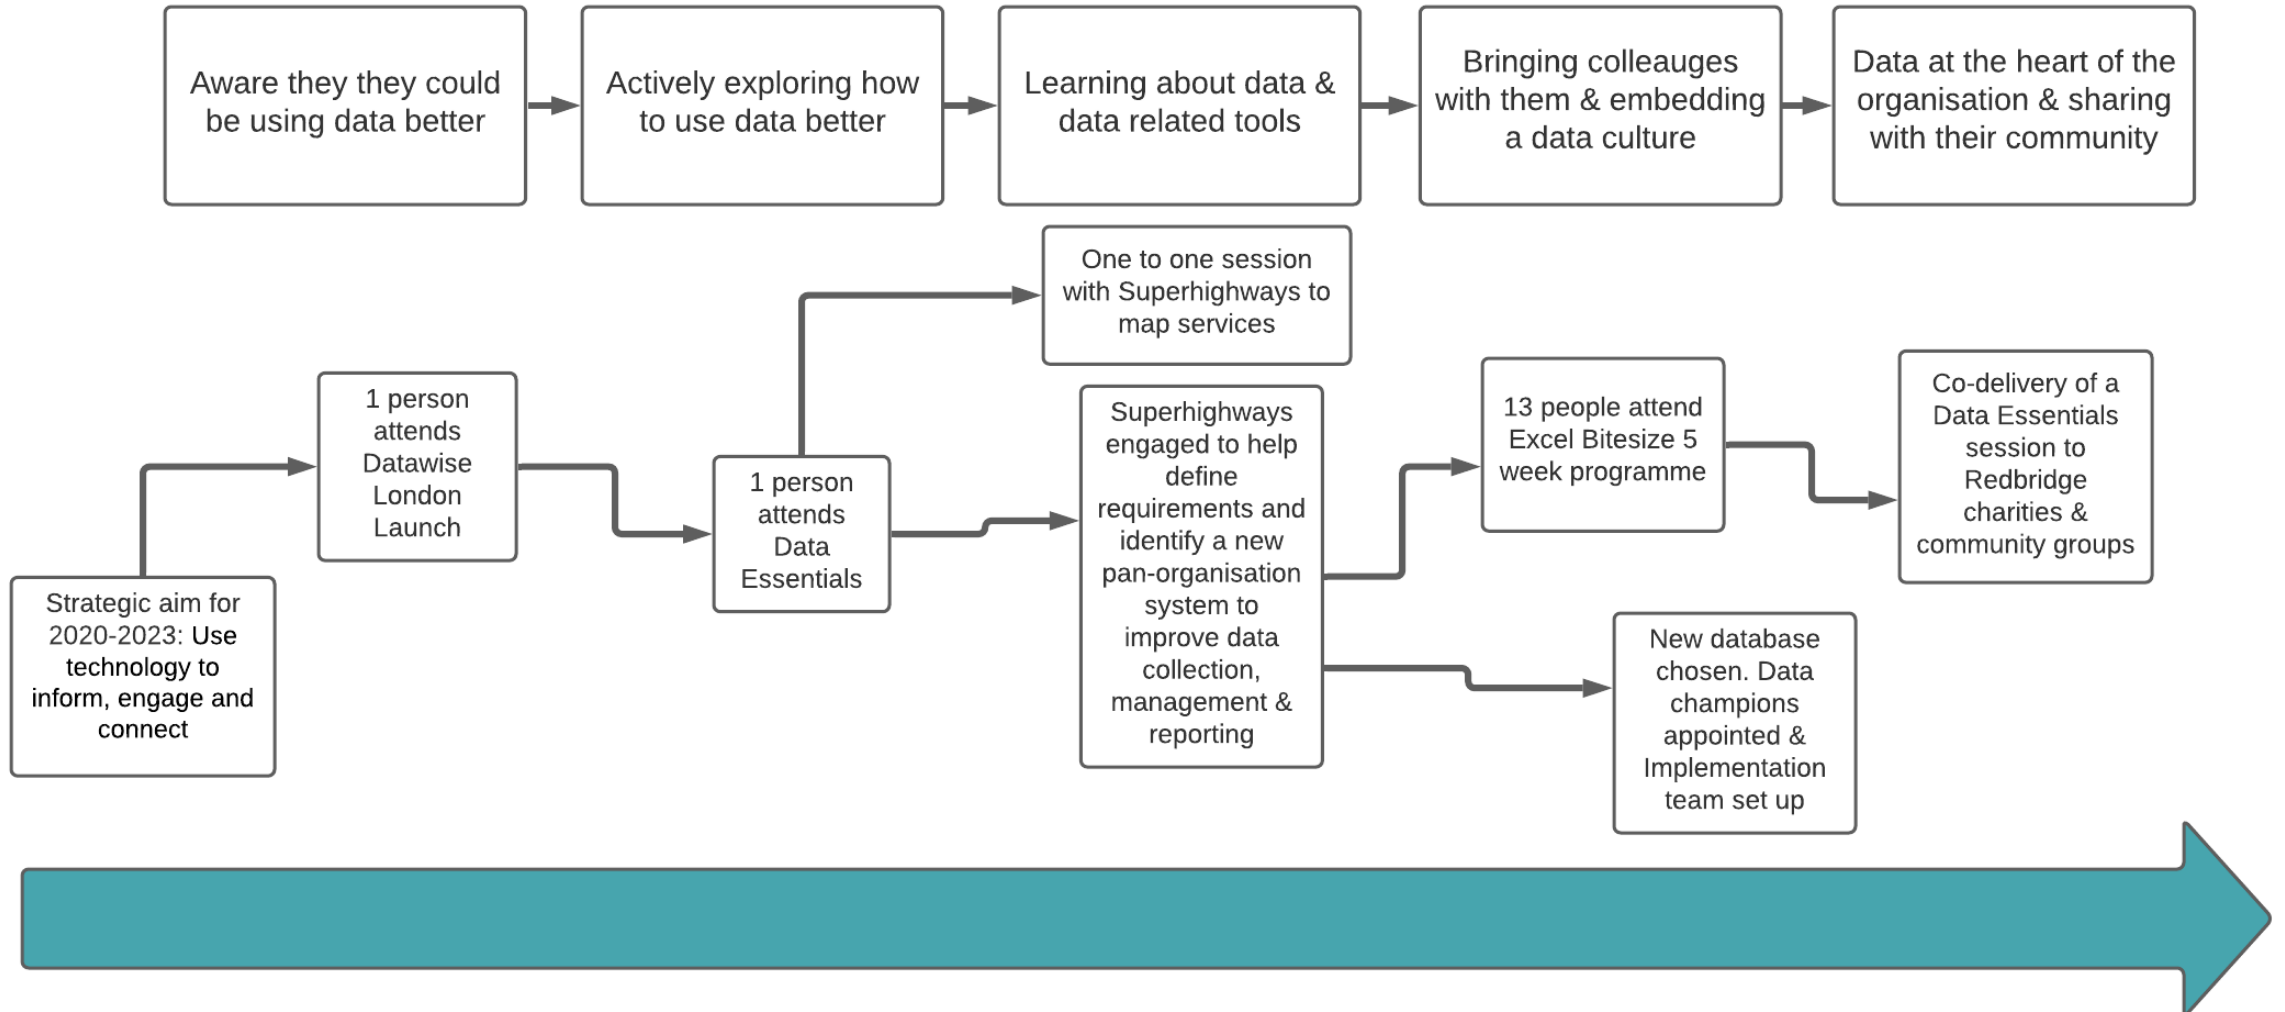 Aware they they could
be using data better
Actively exploring how
to use data better
Learning about data &
data related tools
Bringing colleauges
with them & embedding
a data culture
Data at the heart of the
organisation & sharing
with their community
One to one session
with Superhighways to
map services
Strategic aim for
2020-2023: Use
technology to
inform, engage and
connect
1 person
attends
Datawise
London
Launch
1 person
attends
Data
Essentials
Superhighways
engaged to help
define
requirements and
identify a new
pan-organisation
system to
improve data
collection,
management &
reporting
13 people attend
Excel Bitesize 5
week programme
New database
chosen. Data
champions
appointed &
Implementation
team set up
Co-delivery of a
Data Essentials
session to
Redbridge
charities &
community groups